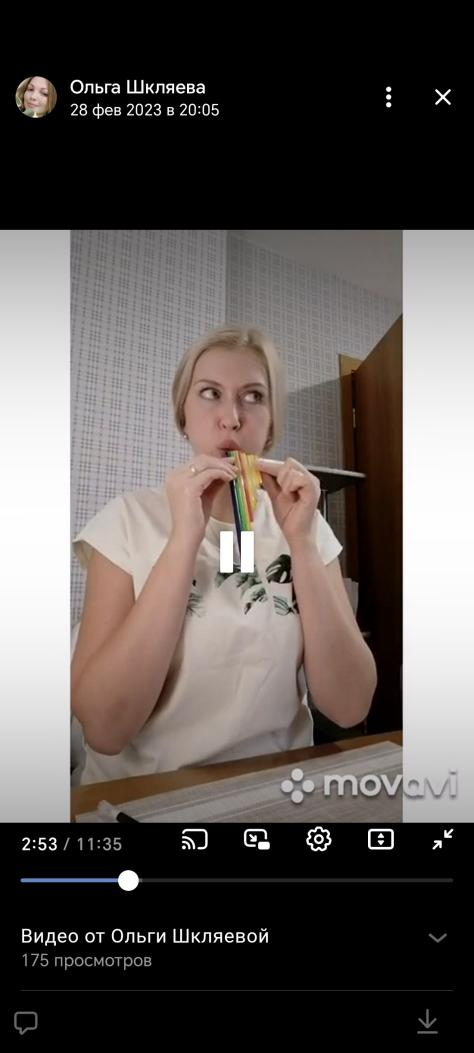 Ольга Шкляева
28 фев 2023 в 20:05
movavi
2:53 / 11:35
Видео от Ольги Шкляевой
175 просмотров